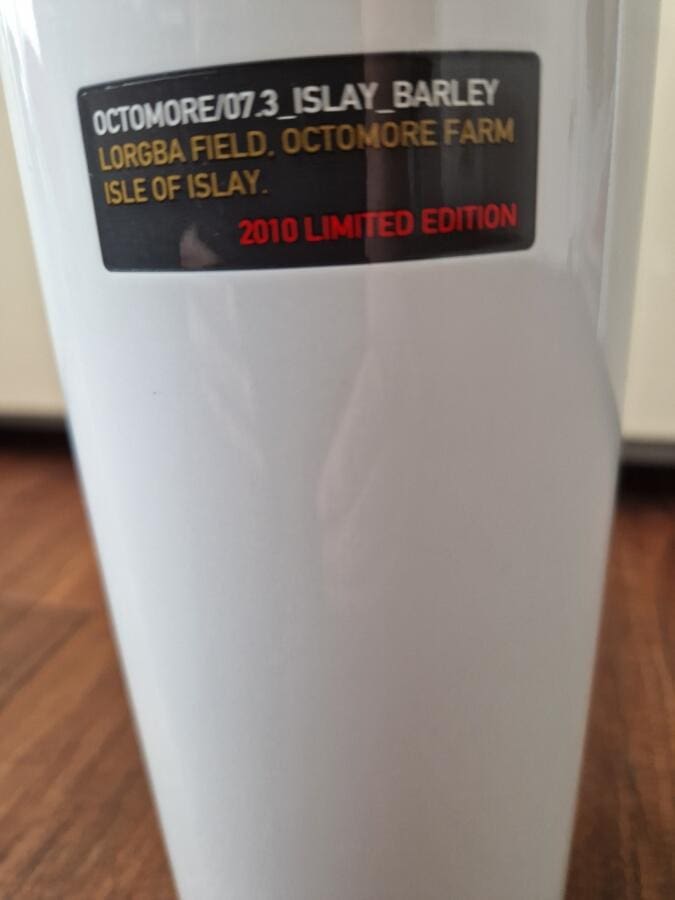 OCTOMORE/07.3_ISLAY_BARLEY
LORGBA FIELD. OCTOMORE FARM
ISLE OF ISLAY.
2010 LIMITED EDITION